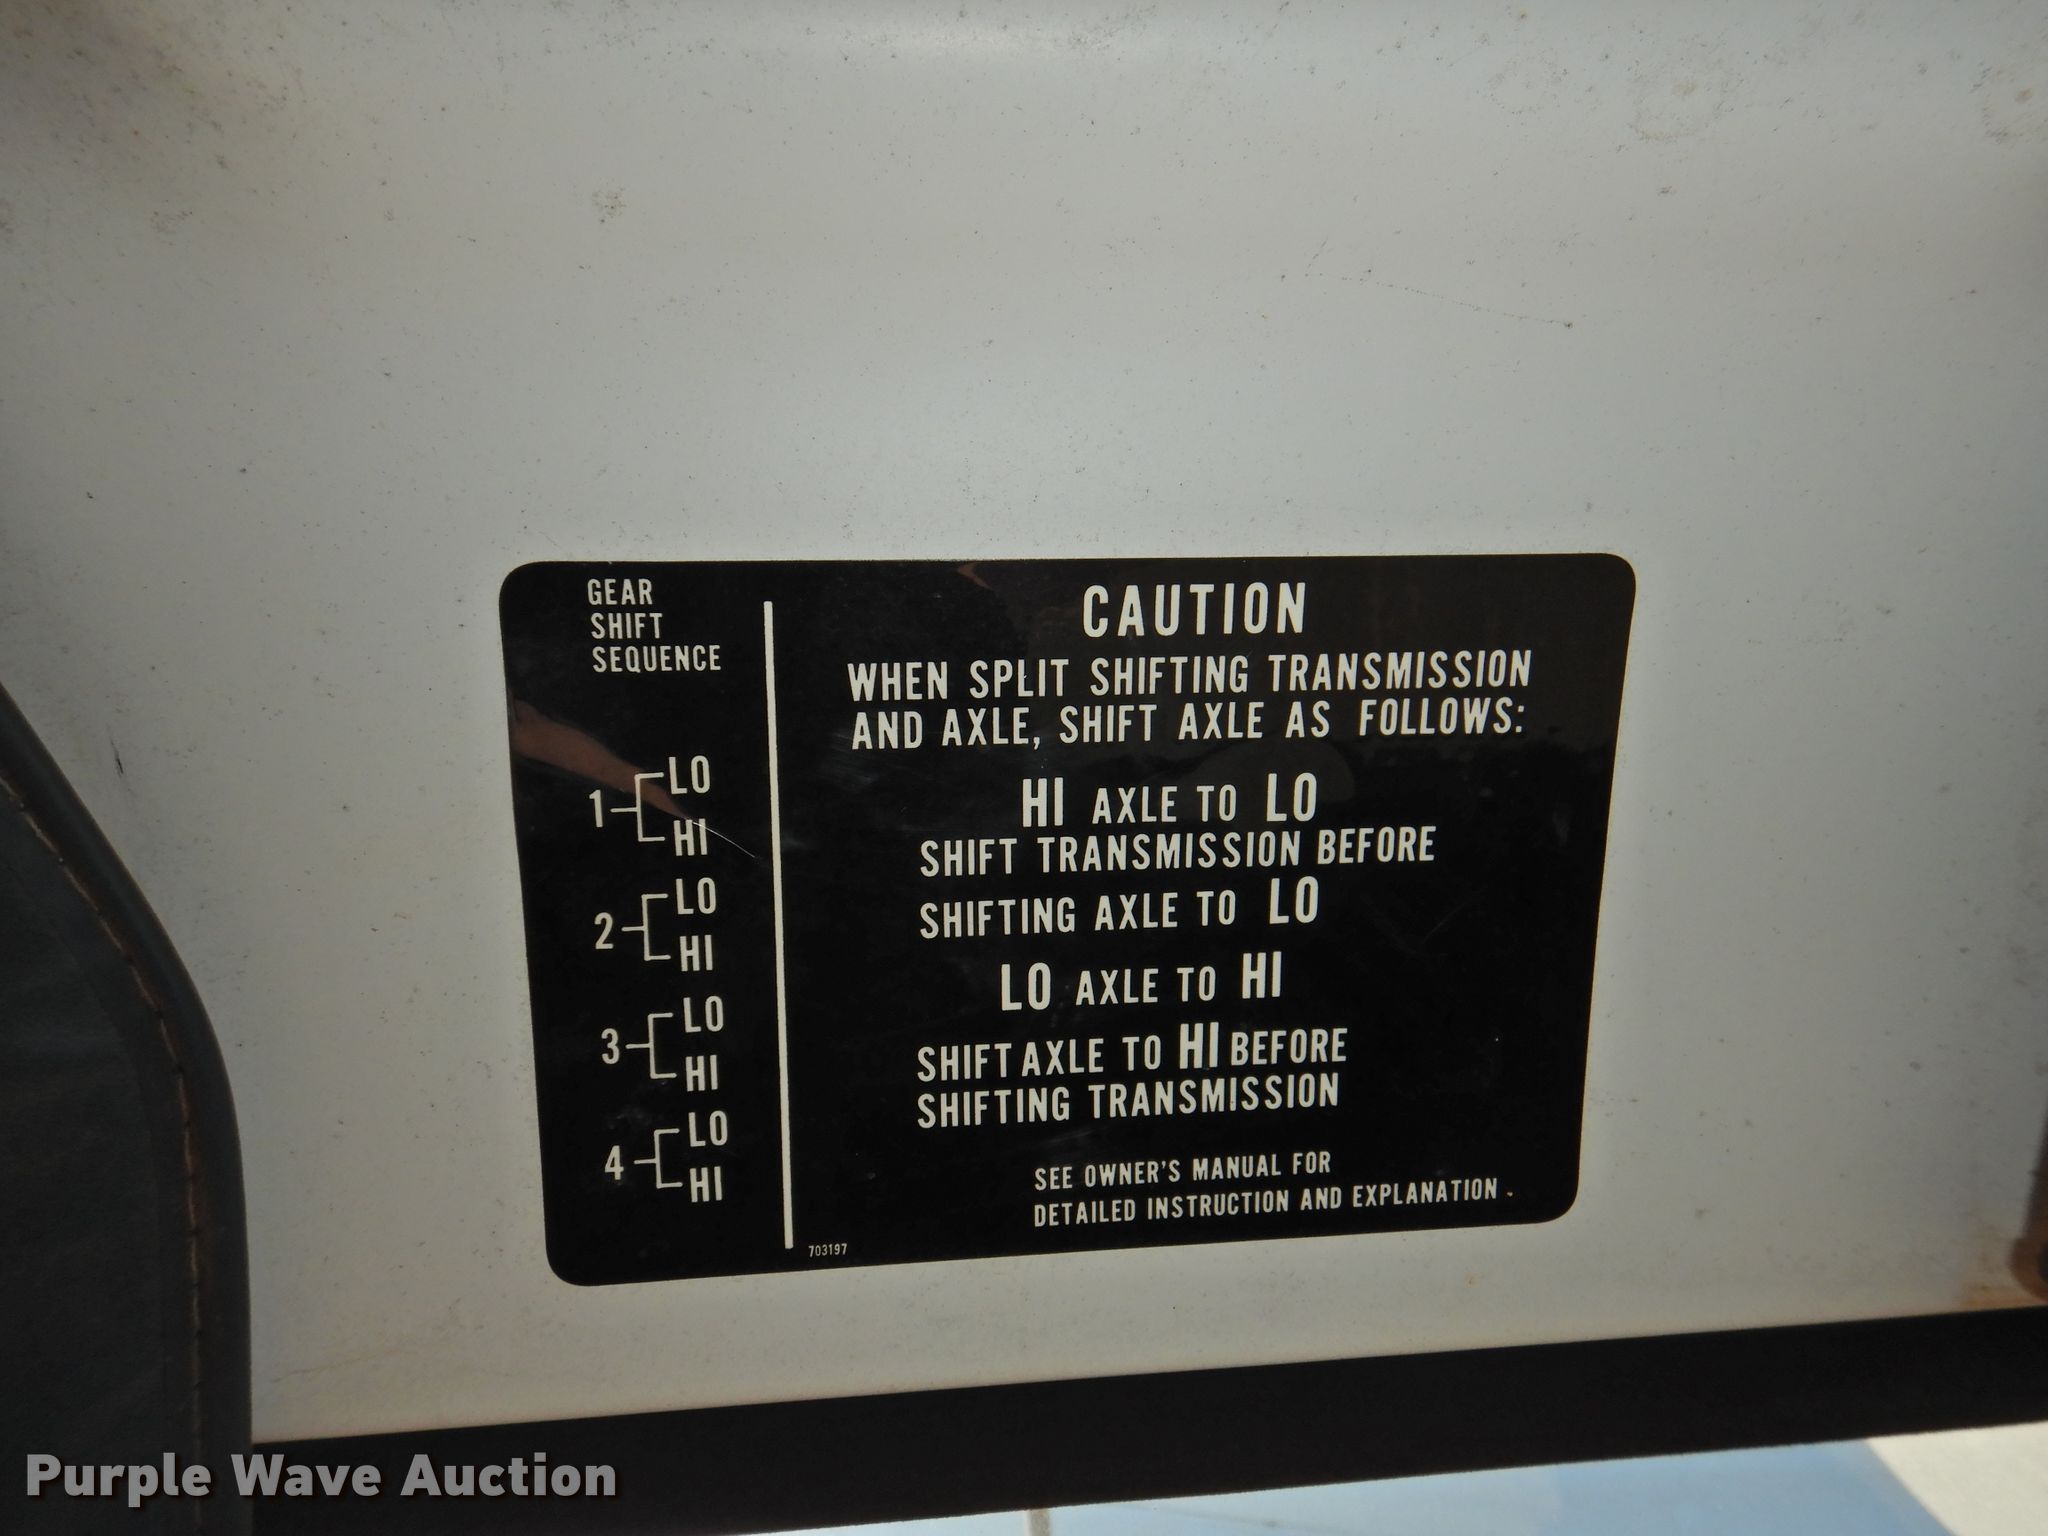 GEAR
SHIFT
SEQUENCE
1 LO
HI
2 LO
HI
3 LO
HI
4 LO
HI
CAUTION
WHEN SPLIT SHIFTING TRANSMISSION
AND AXLE, SHIFT AXLE AS FOLLOWS:
HI AXLE TO LO
SHIFT TRANSMISSION BEFORE
SHIFTING AXLE TO LO
LO AXLE TO HI
SHIFT AXLE TO HI BEFORE
SHIFTING TRANSMISSION
SEE OWNER'S MANUAL FOR
DETAILED INSTRUCTION AND EXPLANATION.
703197
Purple Wave Auction